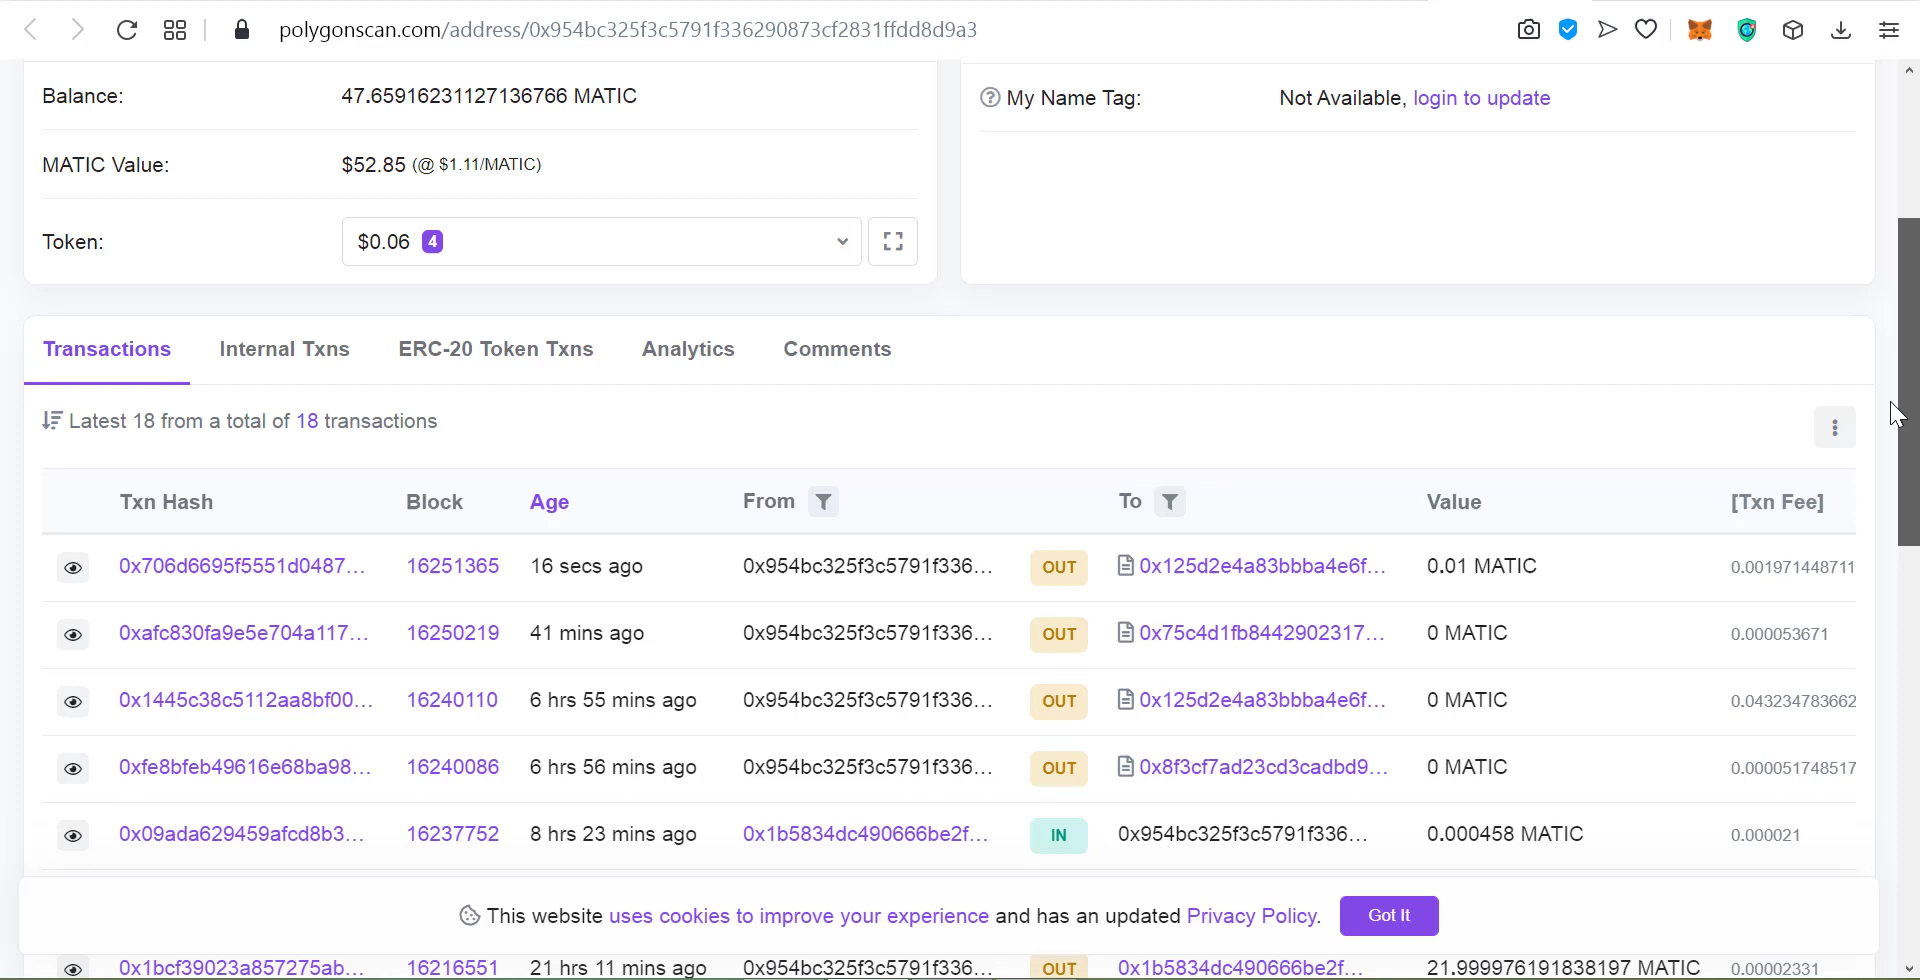 polygonscan.com/address/0x954bc325f3c5791f336290873cf2831ffdd8d9a3
Balance: 47.65916231127136766 MATIC
My Name Tag: Not Available, login to update
MATIC Value: $52.85 (@ $1.11/MATIC)
Token: $0.06 4
Transactions Internal Txns ERC-20 Token Txns Analytics Comments
Latest 18 from a total of 18 transactions
Txn Hash Block Age From To Value [Txn Fee]
0x706d6695f5551d0487... 16251365 16 secs ago 0x954bc325f3c5791f336... OUT 0x125d2e4a83bbba4e6f... 0.01 MATIC 0.001971448711
0xafc830fa9e5e704a117... 16250219 41 mins ago 0x954bc325f3c5791f336... OUT 0x75c4d1fb8442902317... 0 MATIC 0.000053671
0x1445c38c5112aa8bf00... 16240110 6 hrs 55 mins ago 0x954bc325f3c5791f336... OUT 0x125d2e4a83bbba4e6f... 0 MATIC 0.043234783662
0xfe8bfeb49616e68ba98... 16240086 6 hrs 56 mins ago 0x954bc325f3c5791f336... OUT 0x8f3cf7ad23cd3cadbd9... 0 MATIC 0.000051748517
0x09ada629459afcd8b3... 16237752 8 hrs 23 mins ago 0x1b5834dc490666be2f... IN 0x954bc325f3c5791f336... 0.000458 MATIC 0.000021
This website uses cookies to improve your experience and has an updated Privacy Policy. Got It
0x1bcf39023a857275ab... 16216551 21 hrs 11 mins ago 0x954bc325f3c5791f336... OUT 0x1b5834dc490666be2f... 21.999976191838197 MATIC 0.00002331